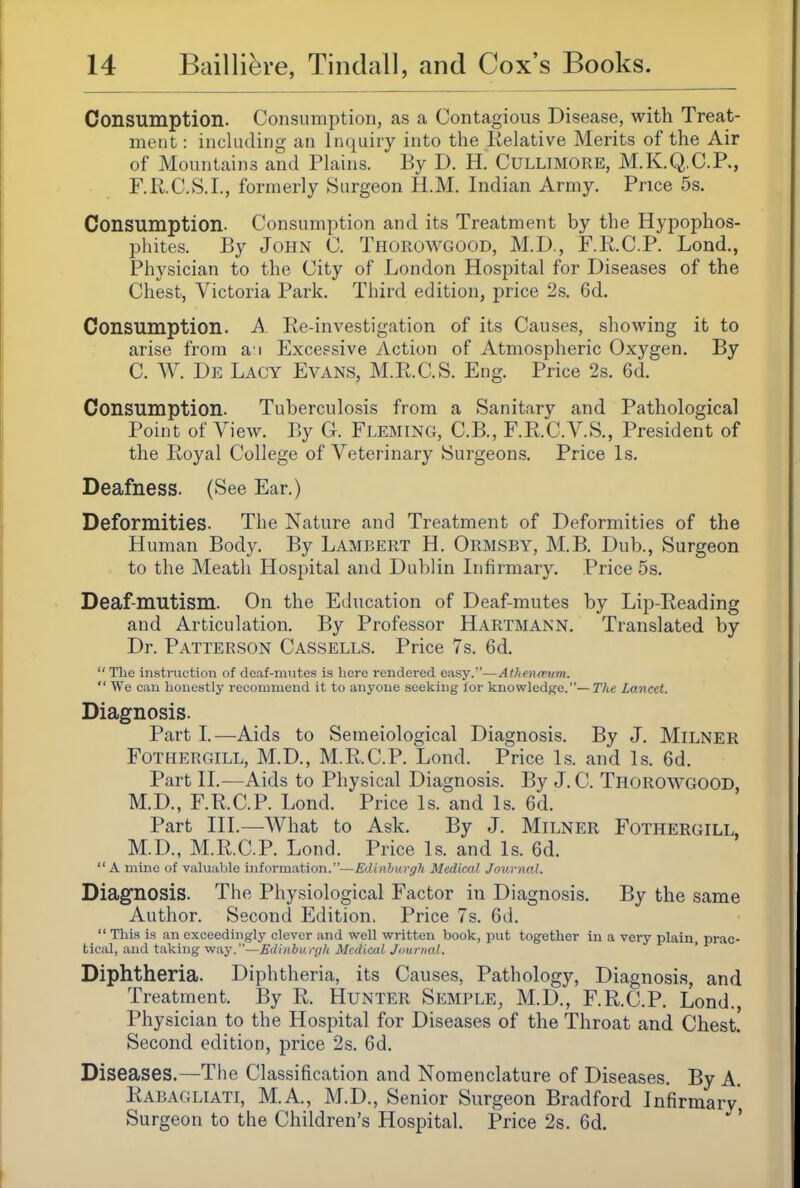 14 Baillière, Tindall, and Cox's Books.
Consumption. Consumption, as a Contagious Disease, with Treat-
ment: including an Inquiry into the Relative Merits of the Air
of Mountains and Plains. By D. H. CULLIMORE, M.K.Q.C.P.,
F.R.C.S.I., formerly Surgeon H.M. Indian Army. Price 5s.
Consumption. Consumption and its Treatment by the Hypophos-
phites. By JOHN C. THOROWGOOD, M.D., F.R.C.P. Lond.,
Physician to the City of London Hospital for Diseases of the
Chest, Victoria Park. Third edition, price 2s. 6d.
Consumption. A Re-investigation of its Causes, showing it to
arise from an Excessive Action of Atmospheric Oxygen. By
C. W. DE LACY EVANS, M.R.C.S. Eng. Price 2s. 6d.
Consumption. Tuberculosis from a Sanitary and Pathological
Point of View. By G. FLEMING, C.B., F.R.C.V.S., President of
the Royal College of Veterinary Surgeons. Price 1s.
Deafness. (See Ear.)
Deformities. The Nature and Treatment of Deformities of the
Human Body. By LAMBERT H. ORMSBY, M.B. Dub., Surgeon
to the Meath Hospital and Dublin Infirmary. Price 5s.
Deaf-mutism. On the Education of Deaf-mutes by Lip-Reading
and Articulation. By Professor HARTMANN. Translated by
Dr. PATTERSON CASSELLS. Price 7s. 6d.
"The instruction of deaf-mutes is here rendered easy."—Athenæum.
"We can honestly recommend it to anyone seeking for knowledge."—The Lancet.
Diagnosis.
Part I.—Aids to Semeiological Diagnosis. By J. MILNER
FOTHERGILL, M.D., M.R.C.P. Lond. Price 1s. and 1s. 6d.
Part II.—Aids to Physical Diagnosis. By J. C. THOROWGOOD,
M.D., F.R.C.P. Lond. Price 1s. and 1s. 6d.
Part III.—What to Ask. By J. MILNER FOTHERGILL,
M.D., M.R.C.P. Lond. Price 1s. and 1s. 6d.
"A mine of valuable information."—Edinburgh Medical Journal.
Diagnosis. The Physiological Factor in Diagnosis. By the same
Author. Second Edition. Price 7s. 6d.
"This is an exceedingly clever and well written book, put together in a very plain, prac-
tical, and taking way."—Edinburgh Medical Journal.
Diphtheria. Diphtheria, its Causes, Pathology, Diagnosis, and
Treatment. By R. HUNTER SEMPLE, M.D., F.R.C.P. Lond.,
Physician to the Hospital for Diseases of the Throat and Chest.
Second edition, price 2s. 6d.
Diseases.—The Classification and Nomenclature of Diseases. By A.
RABAGLIATI, M.A., M.D., Senior Surgeon Bradford Infirmary,
Surgeon to the Children's Hospital. Price 2s. 6d.